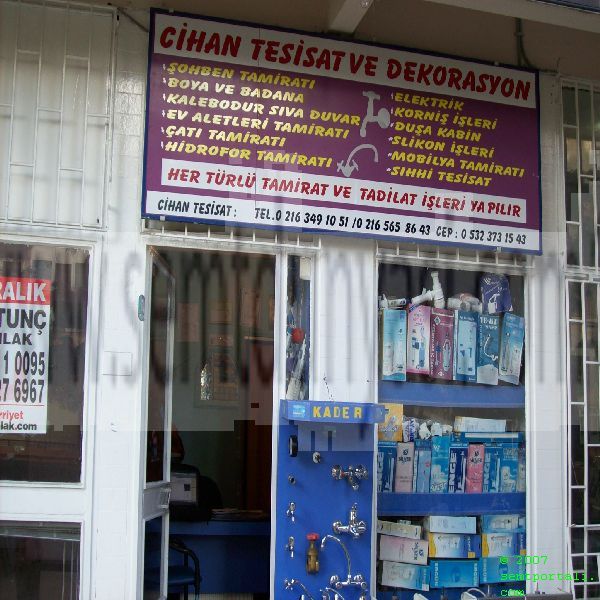 CİHAN TESİSAT VE DEKORASYON
ŞOHBEN TAMİRATI
BOYA VE BADANA
KALEBODUR SIVA DUVAR
EV ALETLERİ TAMİRATI
ÇATI TAMİRATI
HİDROFOR TAMİRATI
ELEKTRİK
KORNİŞ İŞLERİ
DUŞA KABİN
SLİKON İŞLERİ
MOBİLYA TAMİRATI
SIHHİ TESİSAT
HER TÜRLÜ TAMİRAT VE TADİLAT İŞLERİ YAPILIR
CİHAN TESİSAT : TEL.0 216 349 10 51 /0 216 565 86 43 CEP : 0 532 373 15 43
RALIK
TUNÇ
LAK
1 0095
27 6967
rriyet
lak.com
KADER
© 2007
semtportali.
com